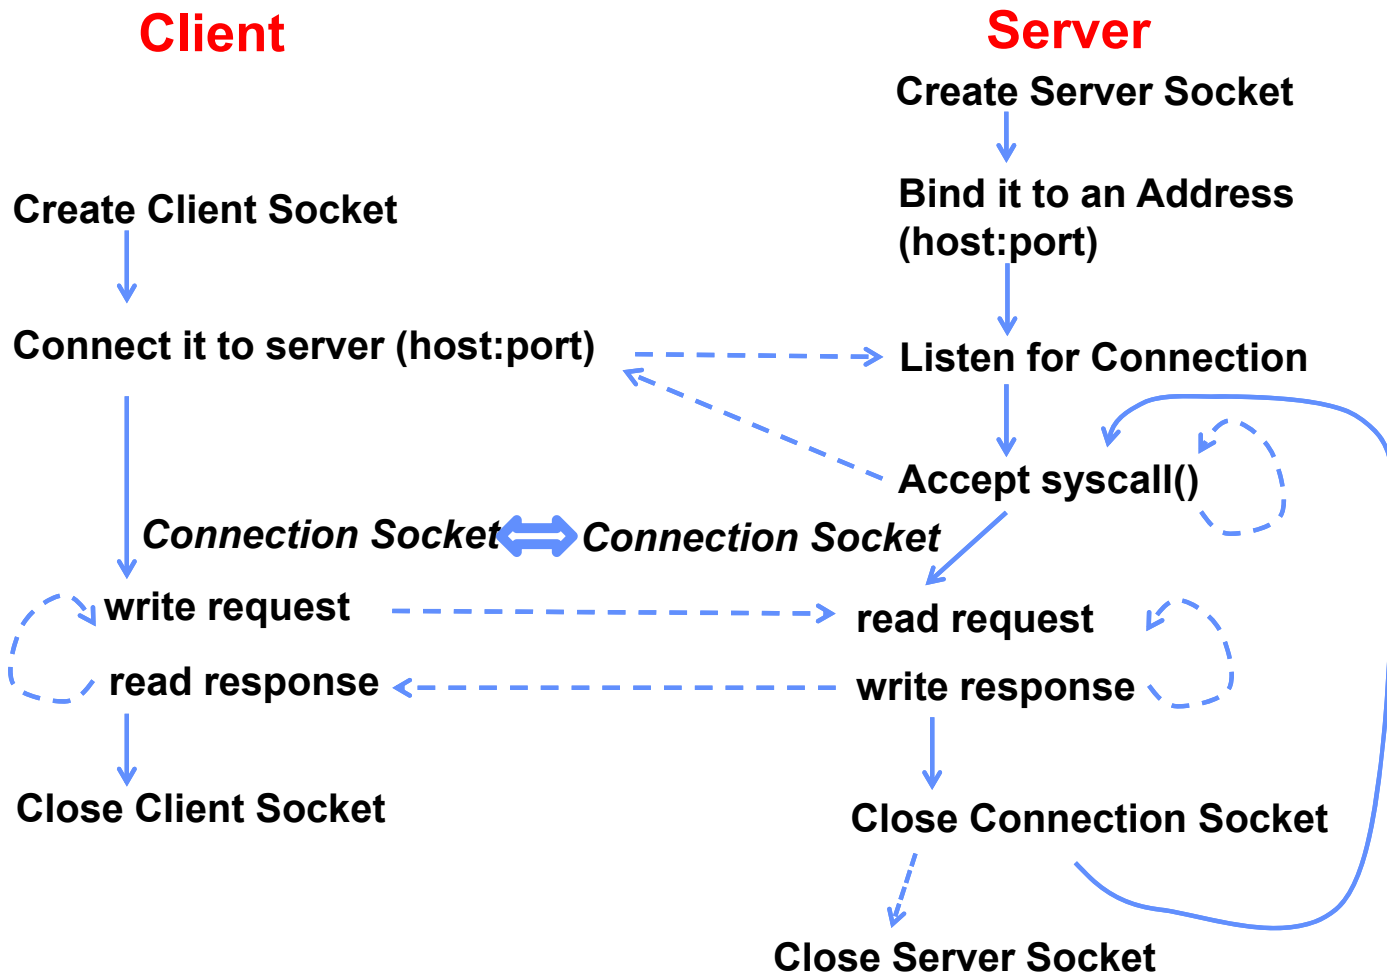 Client
Server
Create Server Socket
Create Client Socket
Bind it to an Address
(host:port)
Connect it to server (host:port)
Listen for Connection
Accept syscall()
Connection Socket
Connection Socket
write request
read request
read response
write response
Close Client Socket
Close Connection Socket
Close Server Socket